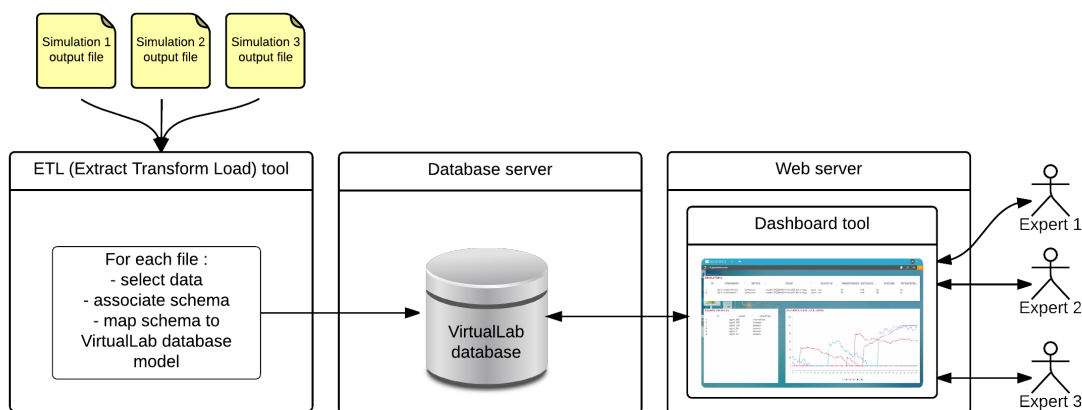 Simulation 1
output file
Simulation 2
output file
Simulation 3
output file
ETL (Extract Transform Load) tool
For each file :
- select data
- associate schema
- map schema to
VirtualLab database
model
Database server
VirtualLab
database
Web server
Dashboard tool
Expert 1
Expert 2
Expert 3